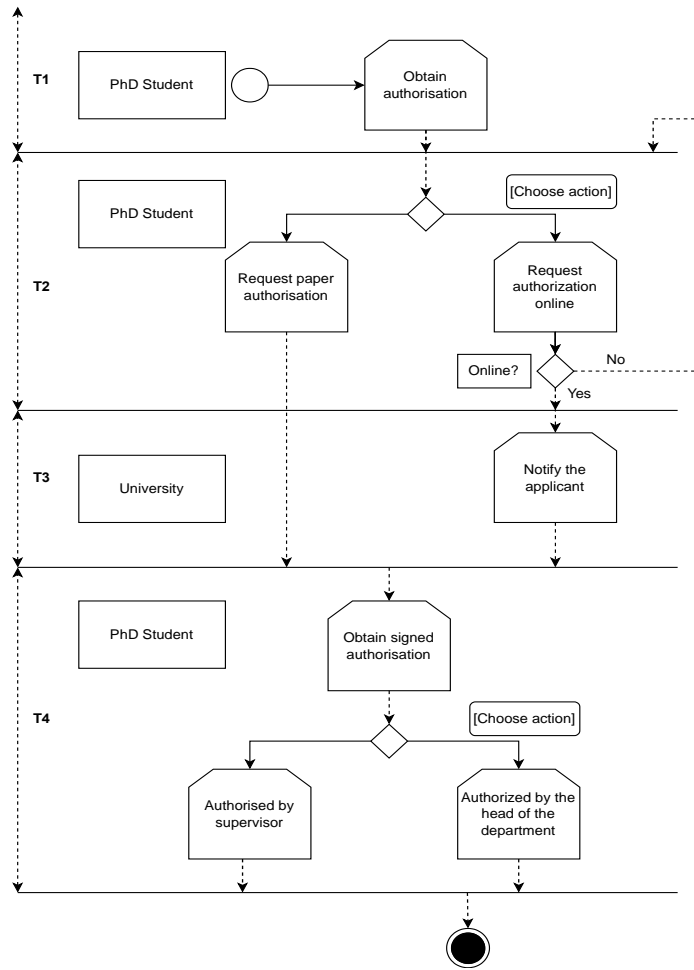 T1
PhD Student
Obtain
authorisation
PhD Student
[Choose action]
T2
Request paper
authorisation
Request
authorization
online
Online?
No
Yes
T3
University
Notify the
applicant
PhD Student
Obtain signed
authorisation
T4
[Choose action]
Authorised by
supervisor
Authorized by the
head of the
department